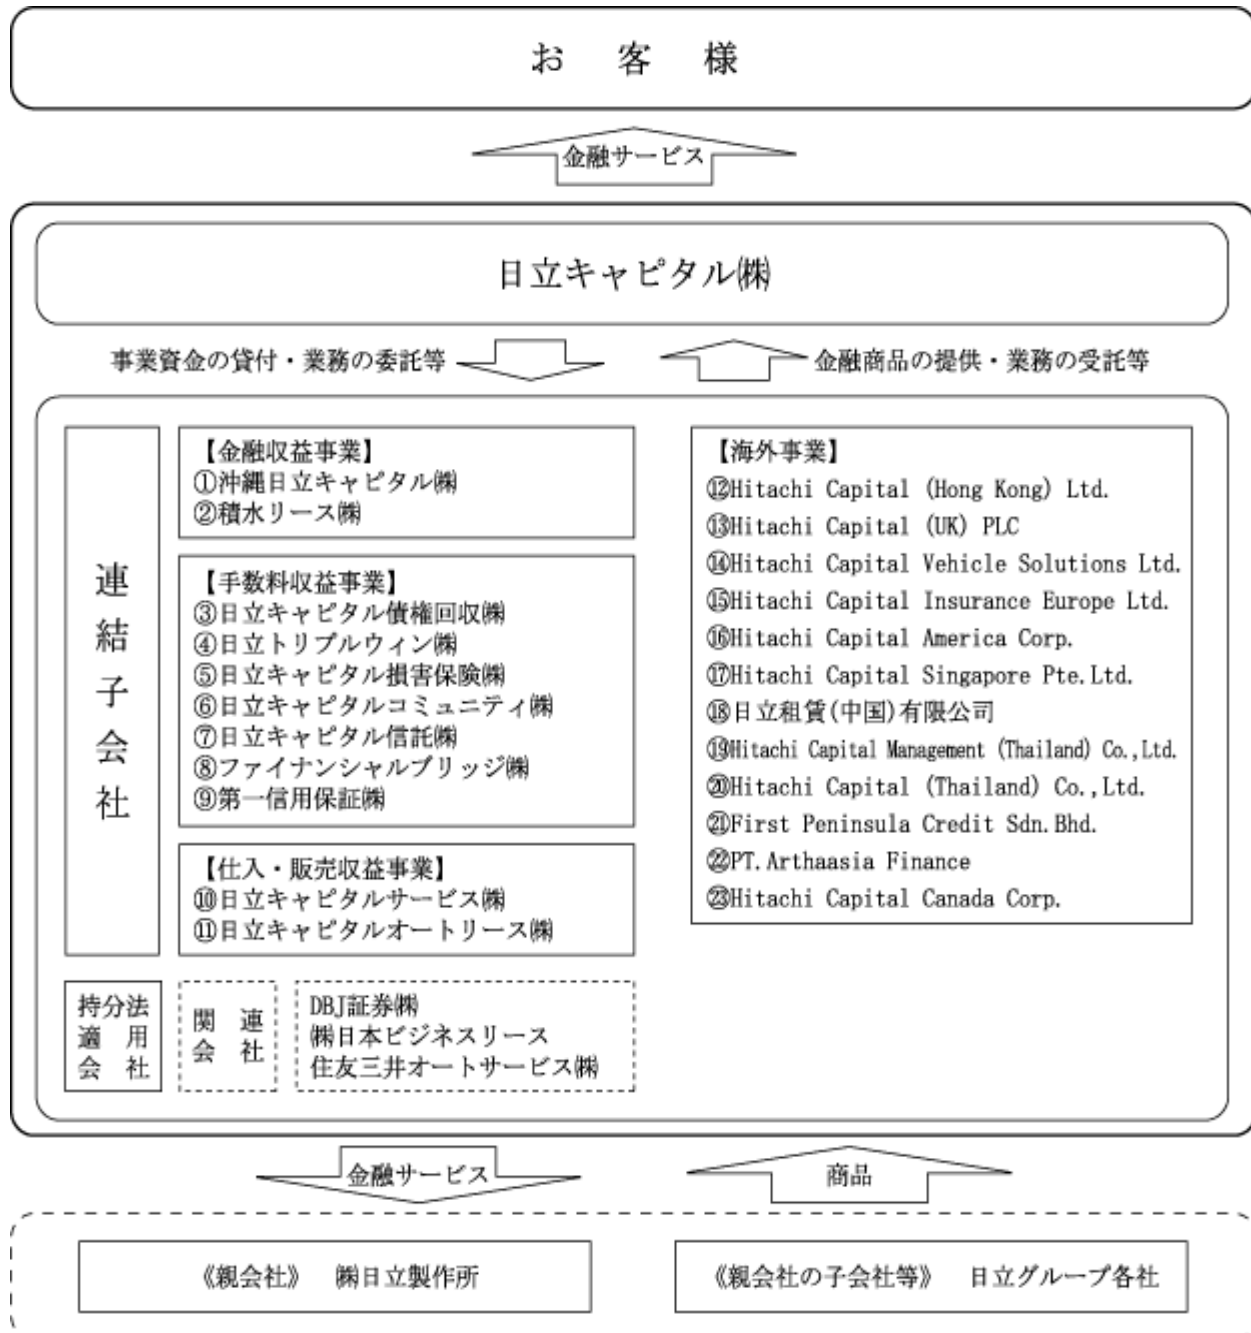 お 客 様
金融サービス
日立キャピタル㈱
事業資金の貸付・業務の委託等
金融商品の提供・業務の受託等
連結子会社
【金融収益事業】
①沖縄日立キャピタル㈱
②積水リース㈱
【手数料収益事業】
③日立キャピタル債権回収㈱
④日立トリプルウィン㈱
⑤日立キャピタル損害保険㈱
⑥日立キャピタルコミュニティ㈱
⑦日立キャピタル信託㈱
⑧ファイナンシャルブリッジ㈱
⑨第一信用保証㈱
【仕入・販売収益事業】
⑩日立キャピタルサービス㈱
⑪日立キャピタルオートリース㈱
【海外事業】
⑫Hitachi Capital (Hong Kong) Ltd.
⑬Hitachi Capital (UK) PLC
⑭Hitachi Capital Vehicle Solutions Ltd.
⑮Hitachi Capital Insurance Europe Ltd.
⑯Hitachi Capital America Corp.
⑰Hitachi Capital Singapore Pte.Ltd.
⑱日立租賃(中国)有限公司
⑲Hitachi Capital Management (Thailand) Co.,Ltd.
⑳Hitachi Capital (Thailand) Co.,Ltd.
㉑First Peninsula Credit Sdn.Bhd.
㉒PT.Arthaasia Finance
㉓Hitachi Capital Canada Corp.
持分法
適 用
会 社
関 連
会 社
DBJ証券㈱
㈱日本ビジネスリース
住友三井オートサービス㈱
金融サービス
商品
《親会社》 ㈱日立製作所
《親会社の子会社等》 日立グループ各社